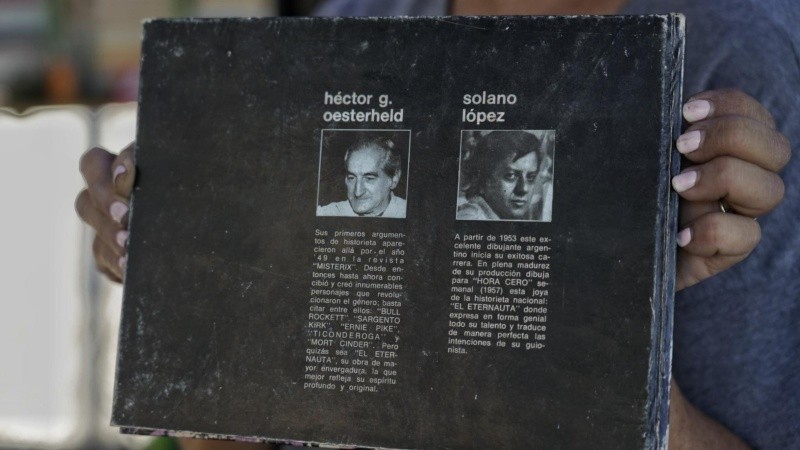 héctor g.
oesterheld
Sus primeros argumen-
tos de historieta apare-
cieron allá por el año
'49 en la revista
"MISTERIX". Desde en-
tonces hasta ahora con-
cibió y creó innumerables
personajes que revolu-
cionaron el género; basta
citar entre ellos: "BULL
ROCKETT", "SARGENTO
KIRK", "ERNIE PIKE",
"TICONDEROGA" y
"MORT CINDER". Pero
quizás sea "EL ETER-
NAUTA", su obra de ma-
yor envergadura, la que
mejor refleja su espíritu
profundo y original.
solano
lópez
A partir de 1953 este ex-
celente dibujante argen-
tino inicia su exitosa ca-
rrera. En plena madurez
de su producción dibuja
para "HORA CERO" se-
manal (1957) esta joya
de la historieta nacional:
"EL ETERNAUTA" donde
expresa en forma genial
todo su talento y traduce
de manera perfecta las
intenciones de su guio-
nista.